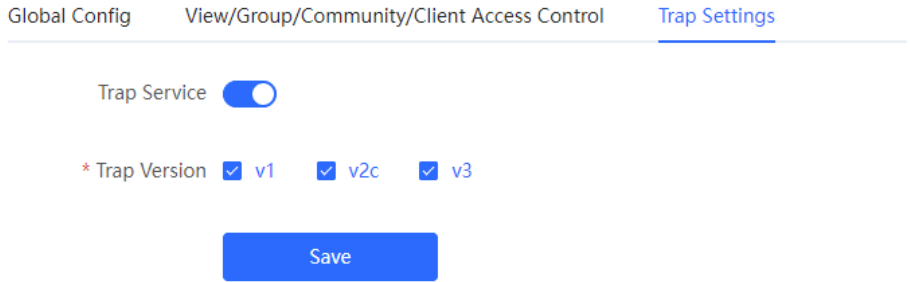 Global Config View/Group/Community/Client Access Control Trap Settings
Trap Service
* Trap Version v1 v2c v3
Save